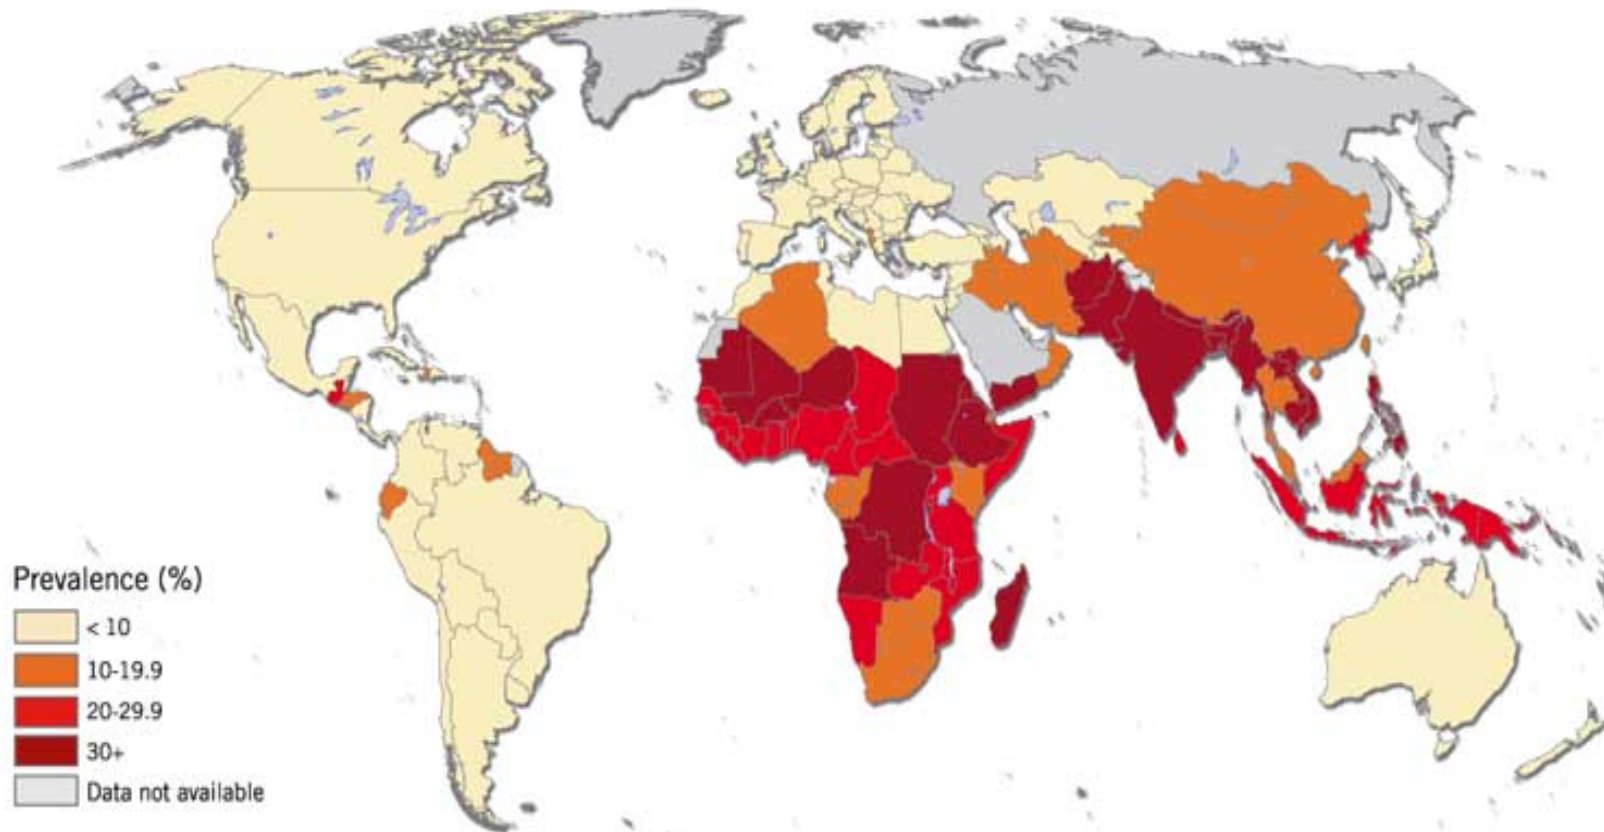 Prevalence (%)
< 10
10-19.9
20-29.9
30+
Data not available